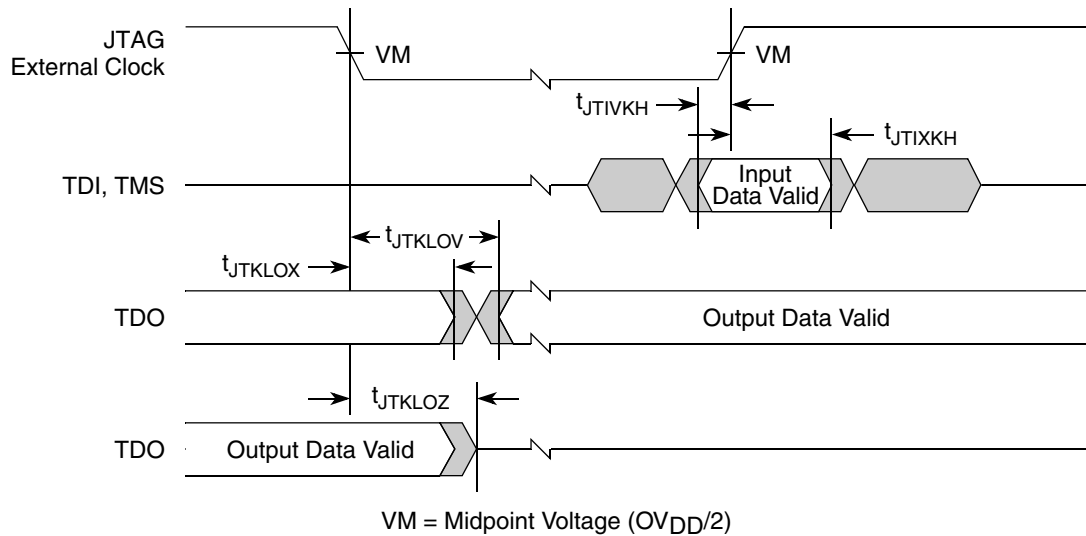 JTAG
External Clock
VM
VM
tJTIVKH
tJTIXKH
TDI, TMS
Input
Data Valid
tJTKLOV
tJTKLOX
TDO
Output Data Valid
tJTKLOZ
TDO
Output Data Valid
VM = Midpoint Voltage (OVDD/2)